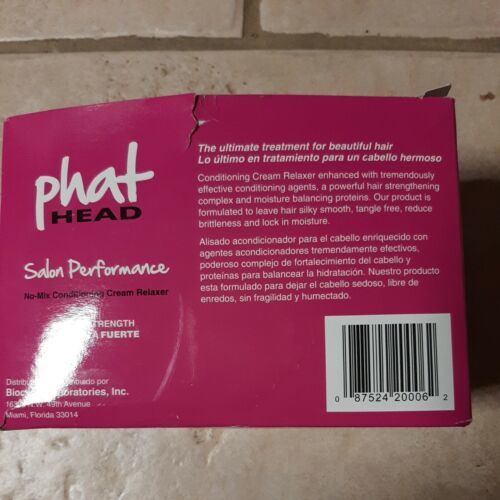 phat
HEAD
Salon Performance
No-Mix Conditioning Cream Relaxer
STRENGTH
FUERTE
por
Inc.
49th Avenue
Miami, Florida 33014
The ultimate treatment for beautiful hair
Lo último en tratamiento para un cabello hermoso
Conditioning Cream Relaxer enhanced with tremendously
effective conditioning agents, a powerful hair strengthening
complex and moisture balancing proteins. Our product is
formulated to leave hair silky smooth, tangle free, reduce
brittleness and lock in moisture.
Alisado acondicionador para el cabello enriquecido con
agentes acondicionadores tremendamente efectivos,
poderoso complejo de fortalecimiento del cabello y
proteínas para balancear la hidratación. Nuestro producto
esta formulado para dejar el cabello sedoso, libre de
enredos, sin fragilidad y humectado.
0 87524 20006 2